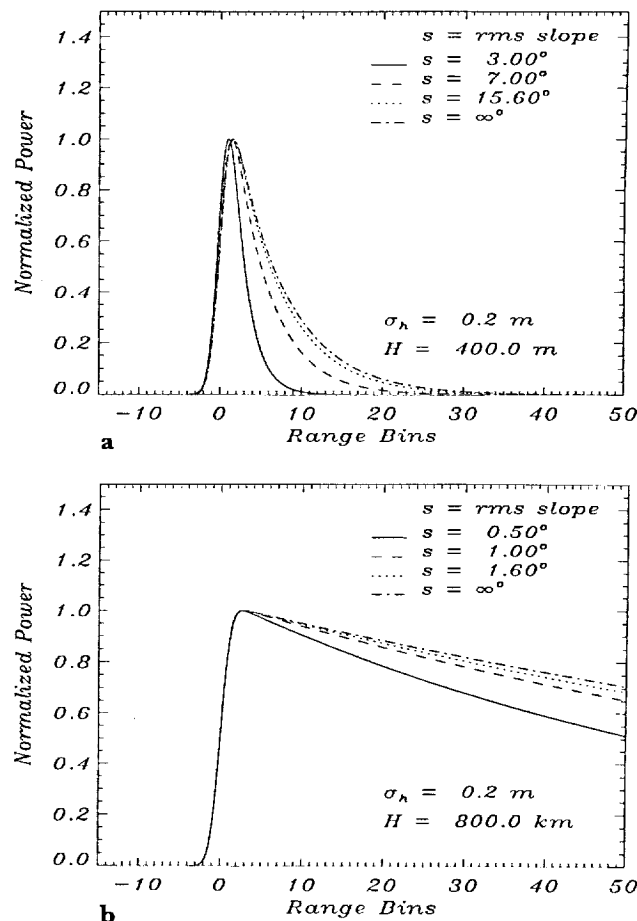 1.4
1.2
1.0
0.8
0.6
0.4
0.2
0.0
Normalized Power
s = rms slope
s = 3.00°
s = 7.00°
s = 15.60°
s = ∞°
σh = 0.2 m
H = 400.0 m
-10 0 10 20 30 40 50
Range Bins
a
1.4
1.2
1.0
0.8
0.6
0.4
0.2
0.0
Normalized Power
s = rms slope
s = 0.50°
s = 1.00°
s = 1.60°
s = ∞°
σh = 0.2 m
H = 800.0 km
-10 0 10 20 30 40 50
Range Bins
b